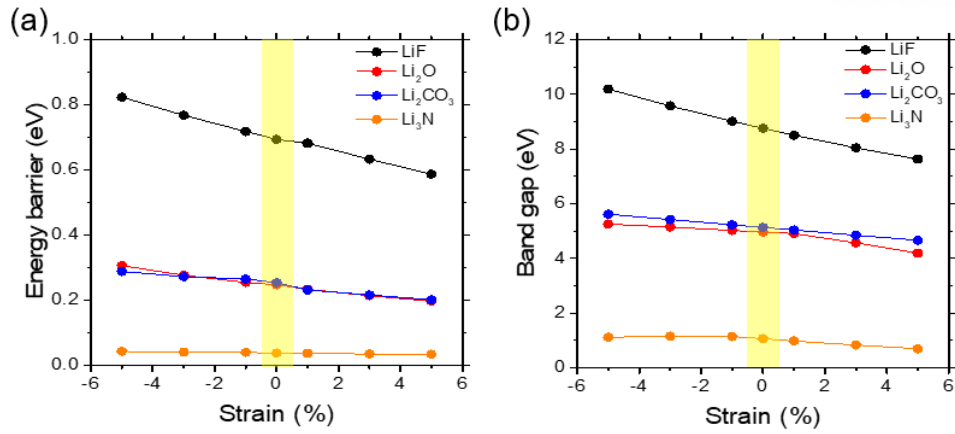 (a)
1.0
0.8
0.6
0.4
0.2
0.0
Energy barrier (eV)
LiF
Li₂O
Li₂CO₃
Li₃N
-6 -4 -2 0 2 4 6
Strain (%)
(b)
12
10
8
6
4
2
0
Band gap (eV)
LiF
Li₂O
Li₂CO₃
Li₃N
-6 -4 -2 0 2 4 6
Strain (%)